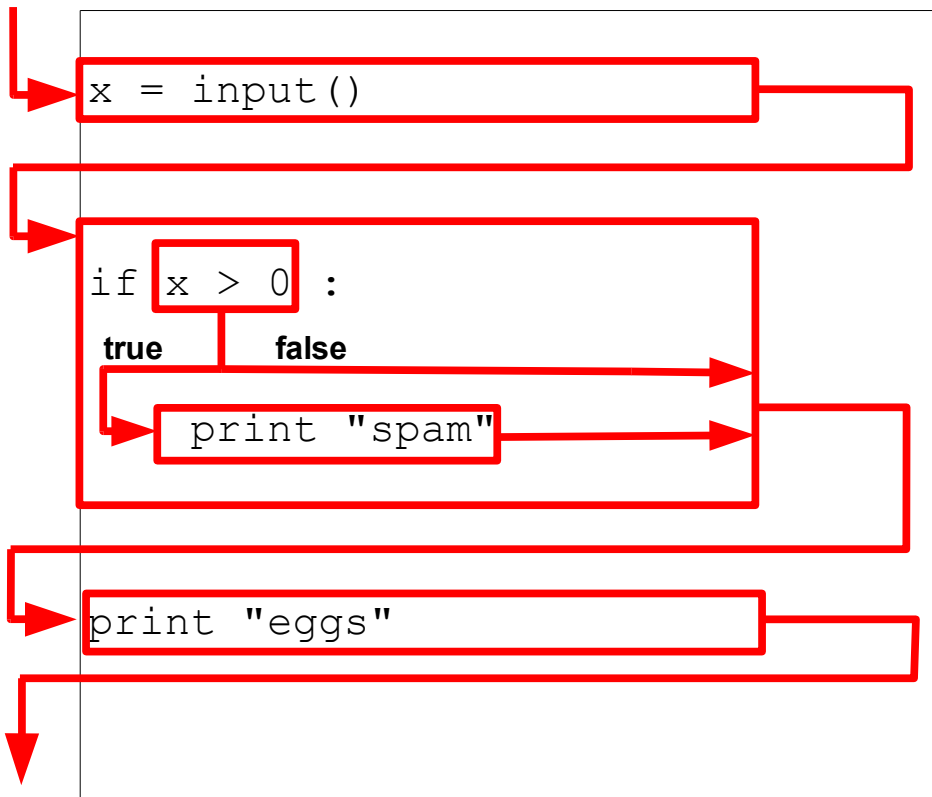 x = input()
if x > 0 :
true false
print "spam"
print "eggs"